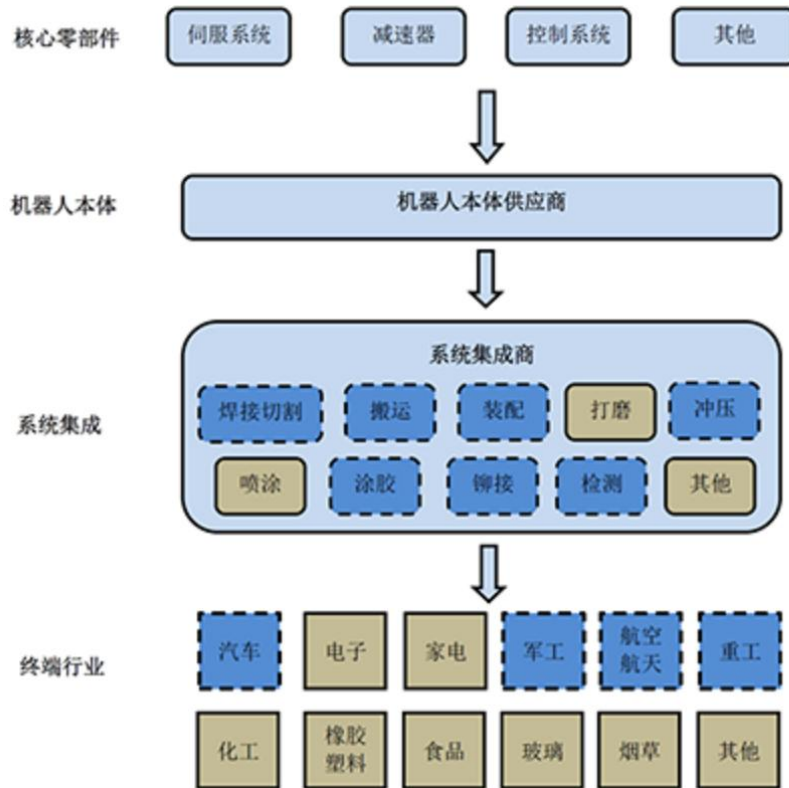 核心零部件
伺服系统
减速器
控制系统
其他
机器人本体
机器人本体供应商
系统集成
系统集成商
焊接切割
搬运
装配
打磨
冲压
喷涂
涂胶
铆接
检测
其他
终端行业
汽车
电子
家电
军工
航空
航天
重工
化工
橡胶
塑料
食品
玻璃
烟草
其他